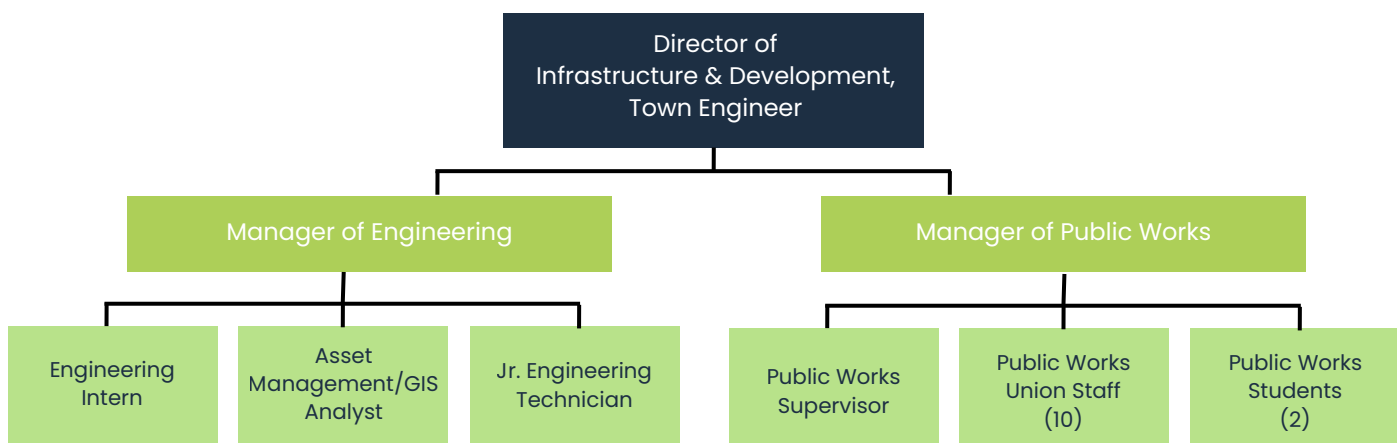 Director of
Infrastructure & Development,
Town Engineer
Manager of Engineering
Manager of Public Works
Engineering
Intern
Asset
Management/GIS
Analyst
Jr. Engineering
Technician
Public Works
Supervisor
Public Works
Union Staff
(10)
Public Works
Students
(2)